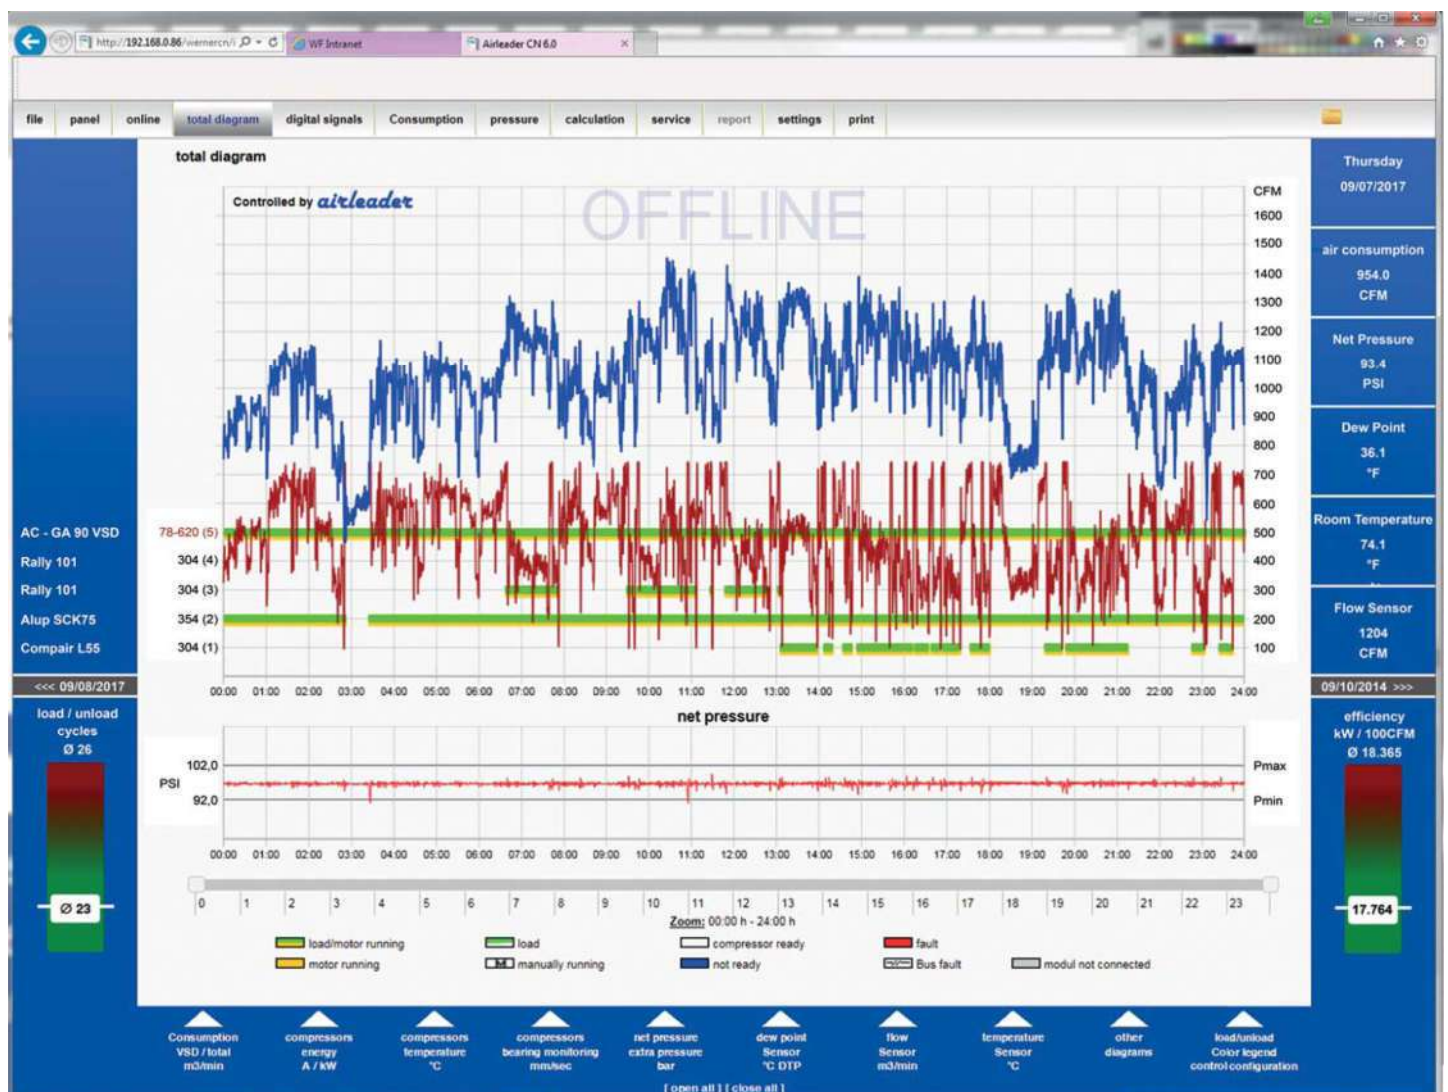 http://192.168.0.86/wernercn/i
WF Intranet
Airleader CN 6.0
file panel online total diagram digital signals Consumption pressure calculation service report settings print
total diagram
Controlled by airleader
OFFLINE
CFM
1600
1500
1400
1300
1200
1100
1000
900
800
700
600
500
400
300
200
100
AC - GA 90 VSD 78-620 (5)
Rally 101 304 (4)
Rally 101 304 (3)
Alup SCK75 354 (2)
Compair L55 304 (1)
00:00 01:00 02:00 03:00 04:00 05:00 06:00 07:00 08:00 09:00 10:00 11:00 12:00 13:00 14:00 15:00 16:00 17:00 18:00 19:00 20:00 21:00 22:00 23:00 24:00
Thursday
09/07/2017
air consumption
954.0
CFM
Net Pressure
93.4
PSI
Dew Point
36.1
°F
Room Temperature
74.1
°F
Flow Sensor
1204
CFM
<<< 09/08/2017
09/10/2014 >>>
load / unload
cycles
Ø 26
Ø 23
net pressure
PSI
102,0
92,0
Pmax
Pmin
00:00 01:00 02:00 03:00 04:00 05:00 06:00 07:00 08:00 09:00 10:00 11:00 12:00 13:00 14:00 15:00 16:00 17:00 18:00 19:00 20:00 21:00 22:00 23:00 24:00
efficiency
kW / 100CFM
Ø 18.365
17.764
0 1 2 3 4 5 6 7 8 9 10 11 12 13 14 15 16 17 18 19 20 21 22 23
Zoom: 00:00 h - 24:00 h
load/motor running load compressor ready fault
motor running M manually running not ready Bus fault modul not connected
Consumption
VSD / total
m3/min
compressors
energy
A / kW
compressors
temperature
°C
compressors
bearing monitoring
mm/sec
net pressure
extra pressure
bar
dew point
Sensor
°C DTP
flow
Sensor
m3/min
temperature
Sensor
°C
other
diagrams
load/unload
Color legend
control configuration
[ open all ] [ close all ]